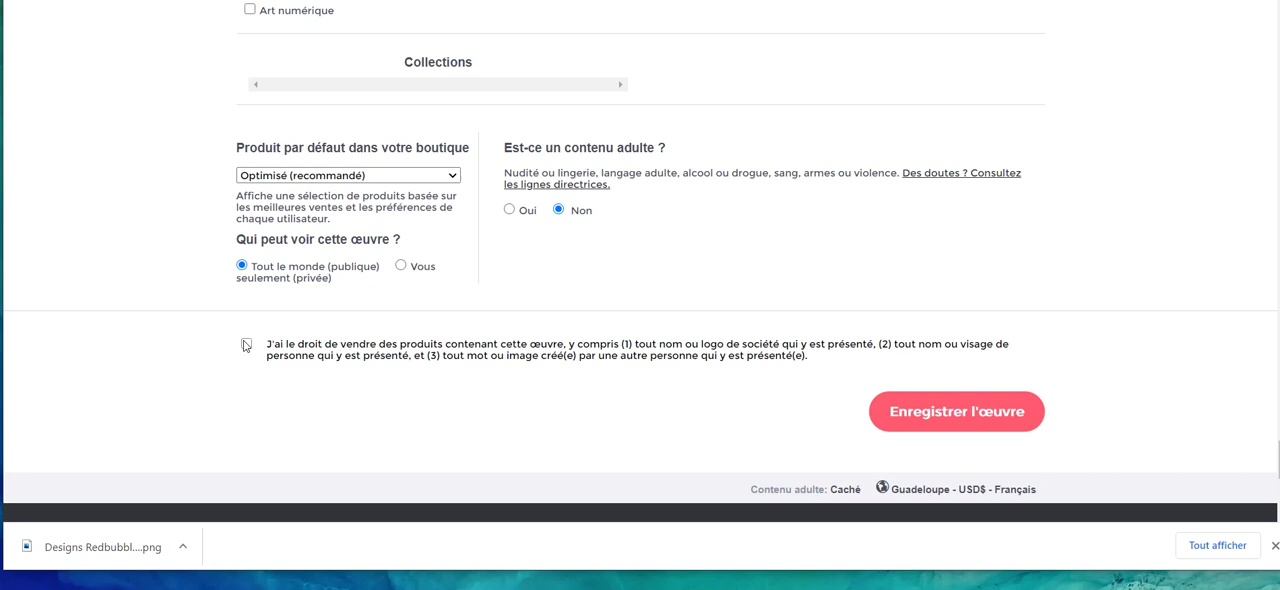 Art numérique
Collections
Produit par défaut dans votre boutique
Optimisé (recommandé)
Affiche une sélection de produits basée sur
les meilleures ventes et les préférences de
chaque utilisateur.
Qui peut voir cette œuvre ?
Tout le monde (publique) Vous
seulement (privée)
Est-ce un contenu adulte ?
Nudité ou lingerie, langage adulte, alcool ou drogue, sang, armes ou violence. Des doutes ? Consultez
les lignes directrices.
Oui Non
J'ai le droit de vendre des produits contenant cette œuvre, y compris (1) tout nom ou logo de société qui y est présenté, (2) tout nom ou visage de
personne qui y est présenté, et (3) tout mot ou image créé(e) par une autre personne qui y est présenté(e).
Enregistrer l'œuvre
Contenu adulte: Caché Guadeloupe - USD$ - Français
Designs Redbubbl....png
Tout afficher